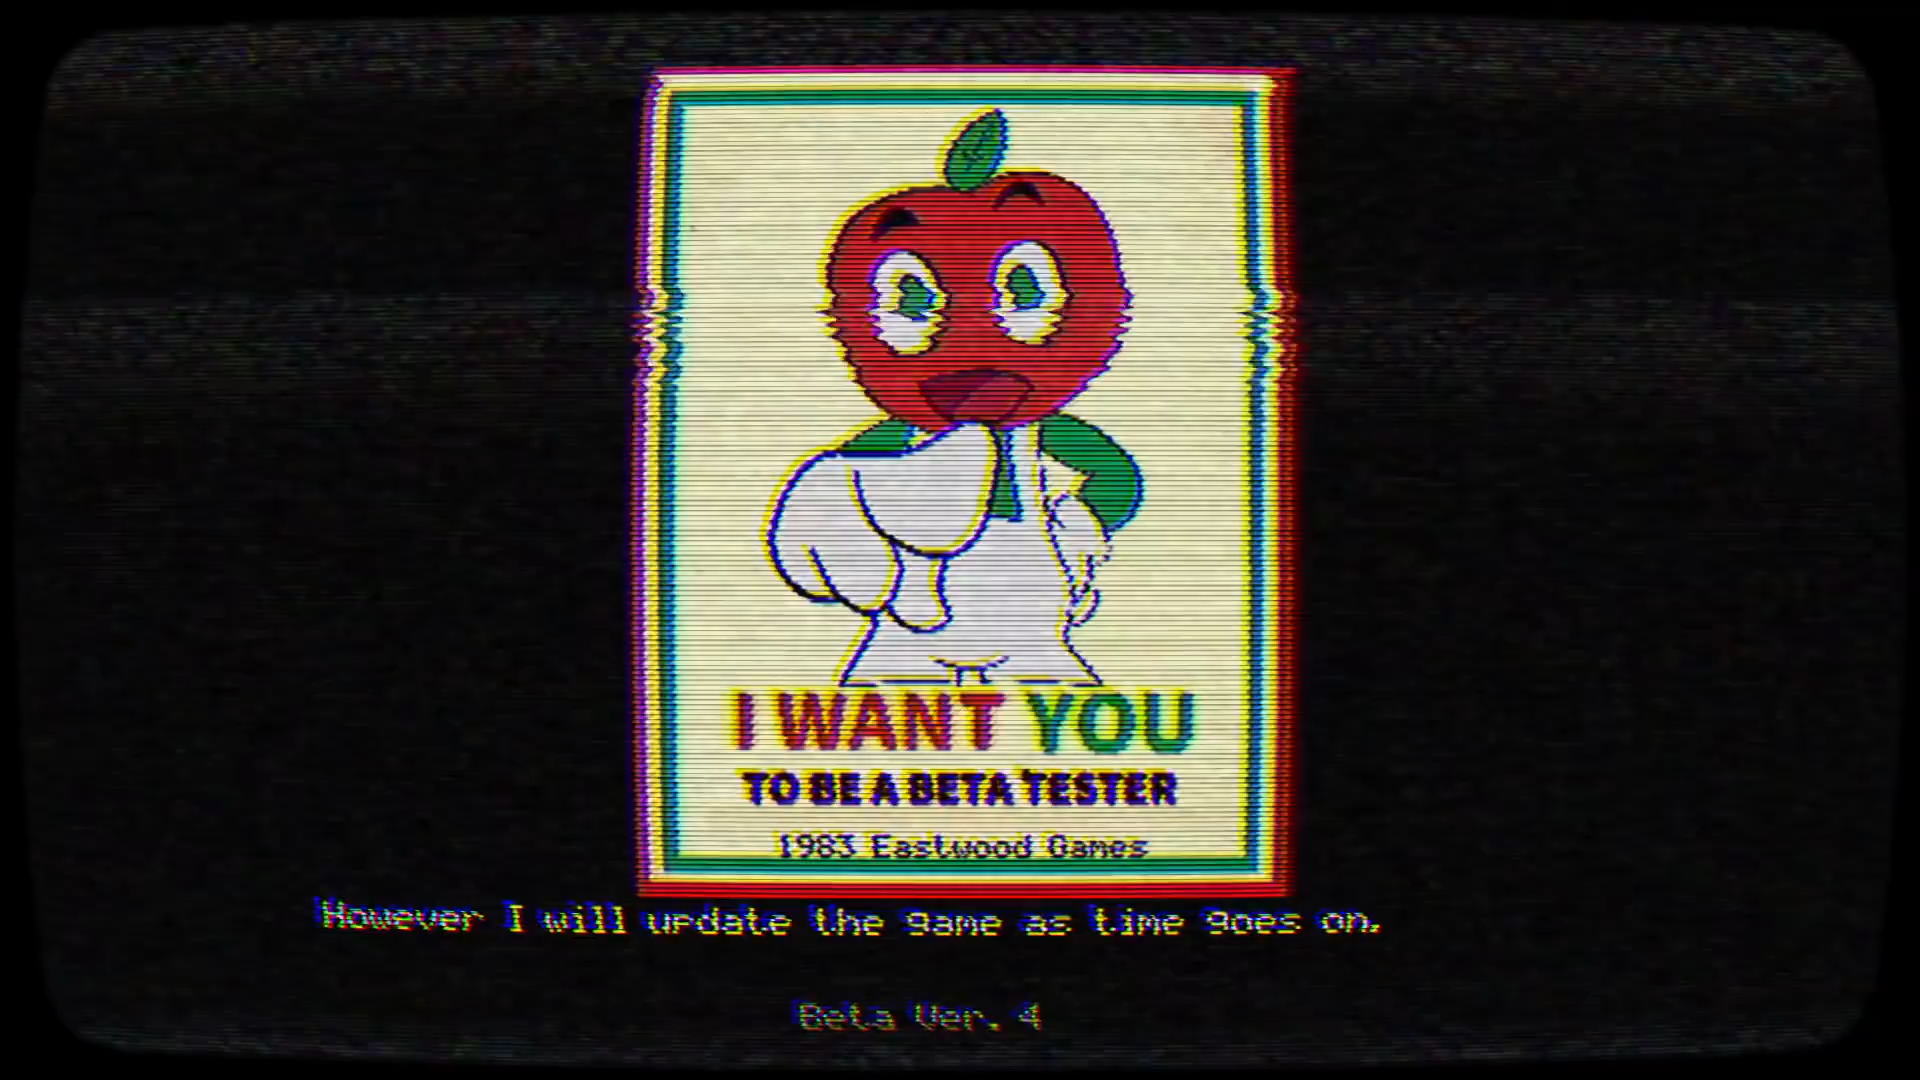 I WANT YOU
TO BE A BETA TESTER
1983 Eastwood Games
However I will update the game as time goes on.
Beta Ver. 4